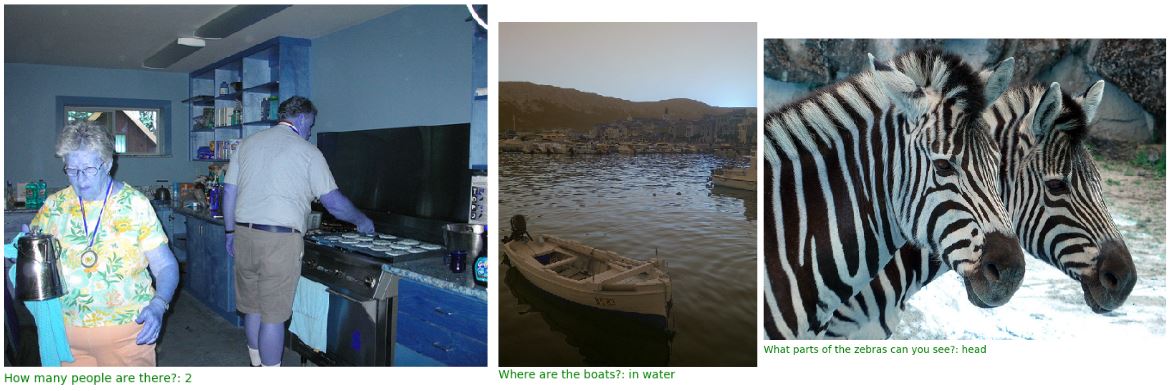 How many people are there?: 2
Where are the boats?: in water
What parts of the zebras can you see?: head